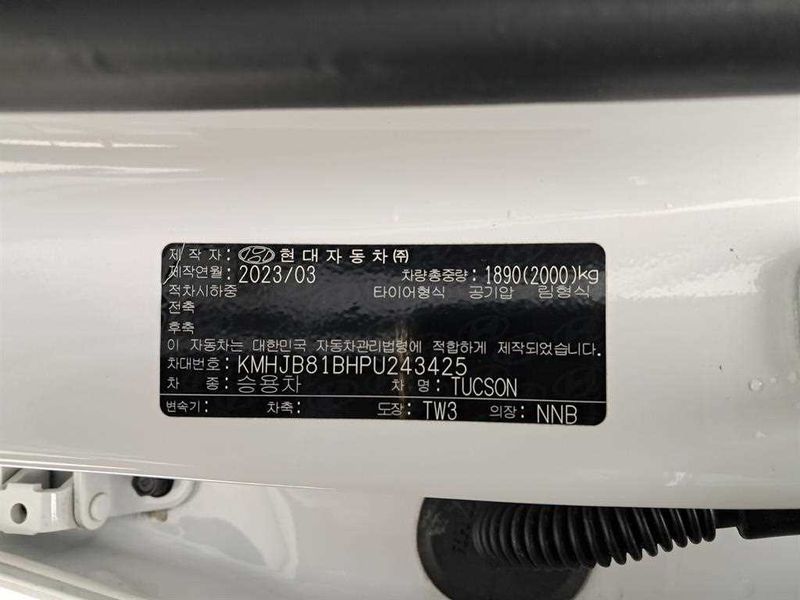 제 작 자 : 현대자동차㈜
제작연월 : 2023/03 차량총중량 : 1890(2000)kg
적차시하중 타이어형식 공기압 림형식
전축
후축
이 자동차는 대한민국 자동차관리법령에 적합하게 제작되었습니다.
차대번호 : KMHJB81BHPU243425
차 종 : 승용차 차 명 : TUCSON
변속기 : 차축 : 도장 : TW3 의장 : NNB